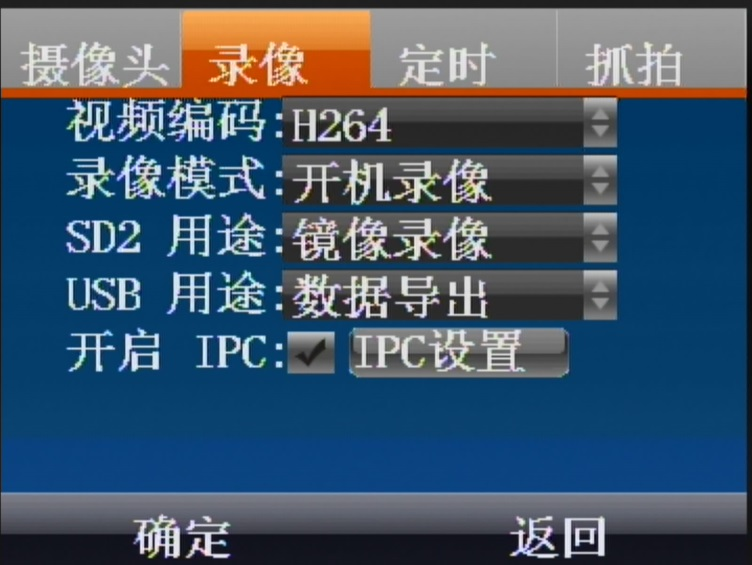 摄像头 录像 定时 抓拍
视频编码:H264
录像模式:开机录像
SD2 用途:镜像录像
USB 用途:数据导出
开启 IPC: IPC设置
确定 返回